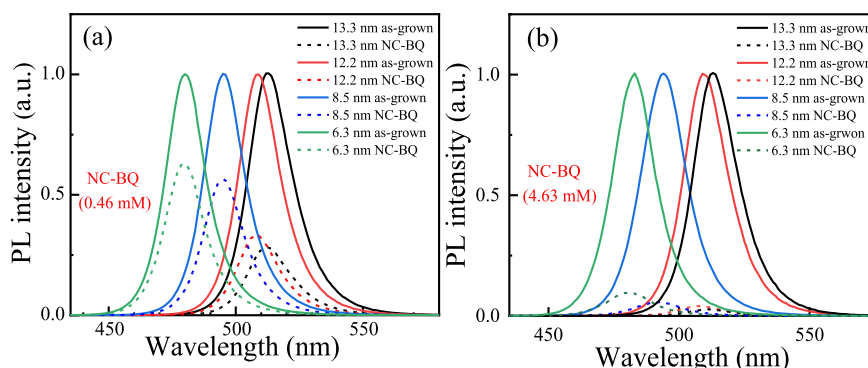 (a)
13.3 nm as-grown
13.3 nm NC-BQ
12.2 nm as-grown
12.2 nm NC-BQ
8.5 nm as-grown
8.5 nm NC-BQ
6.3 nm as-grown
6.3 nm NC-BQ
NC-BQ
(0.46 mM)
PL intensity (a.u.)
1.0
0.5
0.0
450
500
550
Wavelength (nm)
(b)
13.3 nm as-grown
13.3 nm NC-BQ
12.2 nm as-grown
12.2 nm NC-BQ
8.5 nm as-grown
8.5 nm NC-BQ
6.3 nm as-grwon
6.3 nm NC-BQ
NC-BQ
(4.63 mM)
PL intensity (a.u.)
1.0
0.5
0.0
450
500
550
Wavelength (nm)